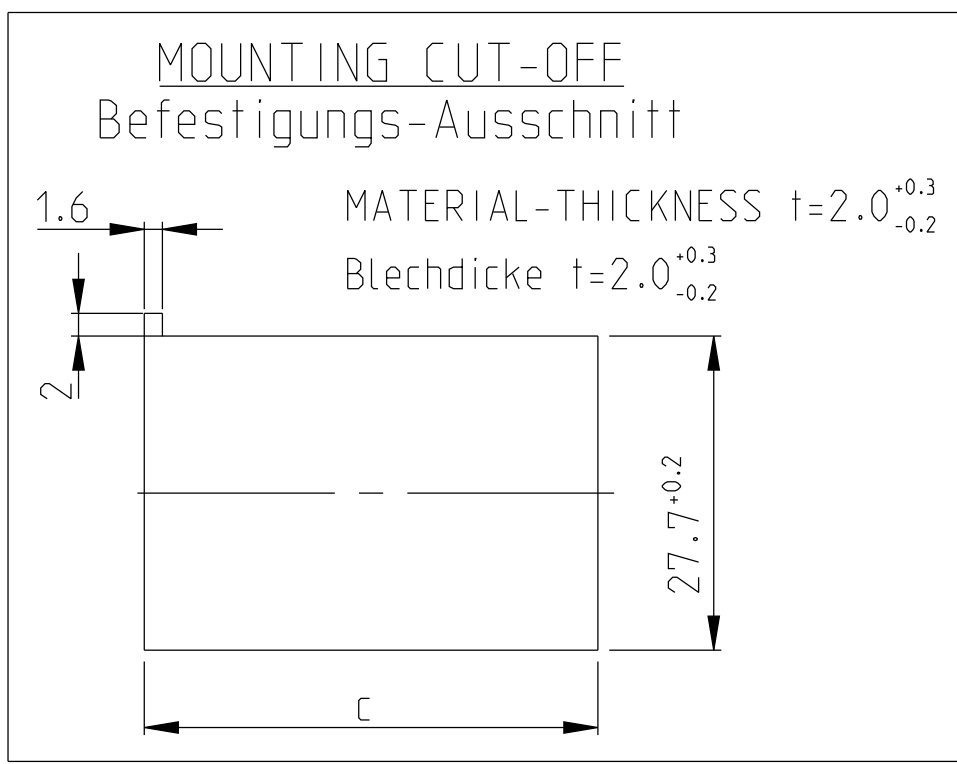 MOUNTING CUT-OFF
Befestigungs-Ausschnitt
1.6
MATERIAL-THICKNESS t=2.0 +0.3 -0.2
Blechdicke t=2.0 +0.3 -0.2
2
27.7 +0.2
C